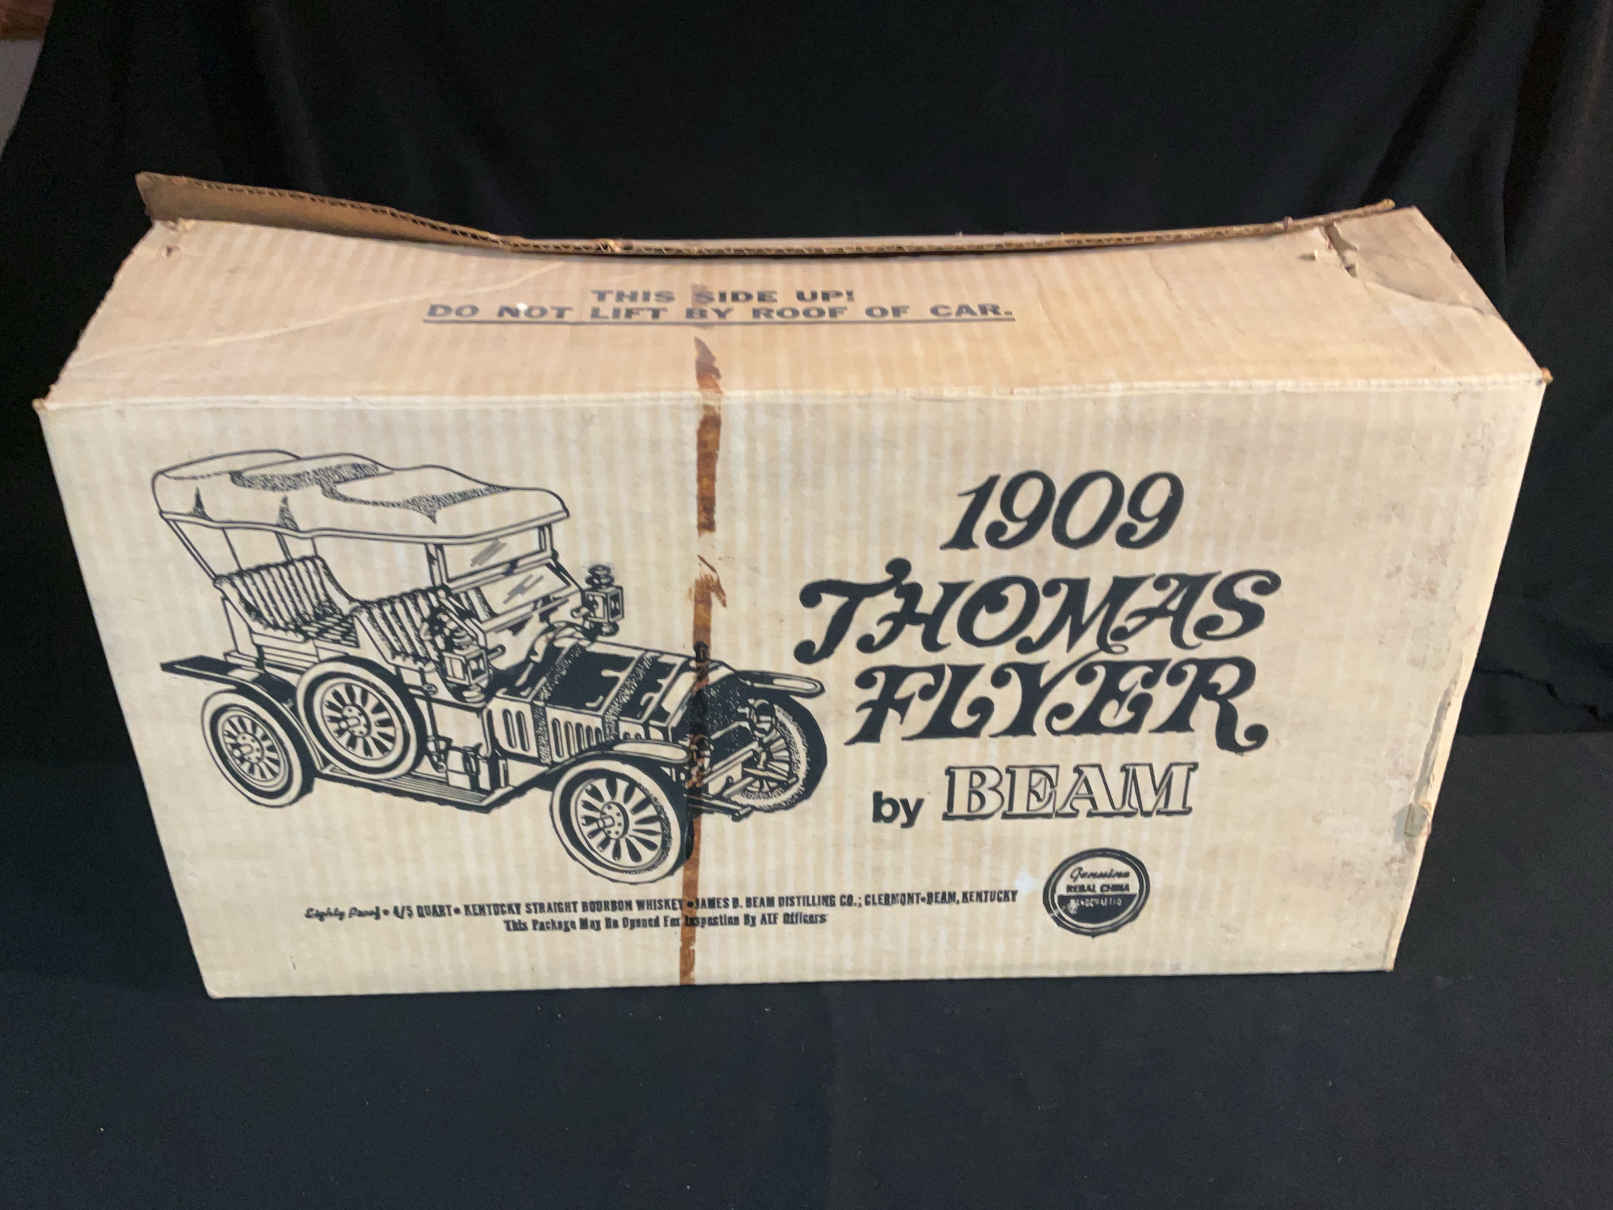 THIS SIDE UP!
DO NOT LIFT BY ROOF OF CAR.
1909
THOMAS
FLYER
by BEAM
Eighty Proof • 4/5 QUART • KENTUCKY STRAIGHT BOURBON WHISKEY • JAMES B. BEAM DISTILLING CO.; CLERMONT•BEAM, KENTUCKY
This Package May Be Opened For Inspection By ATF Officers
Genuine
REGAL CHINA